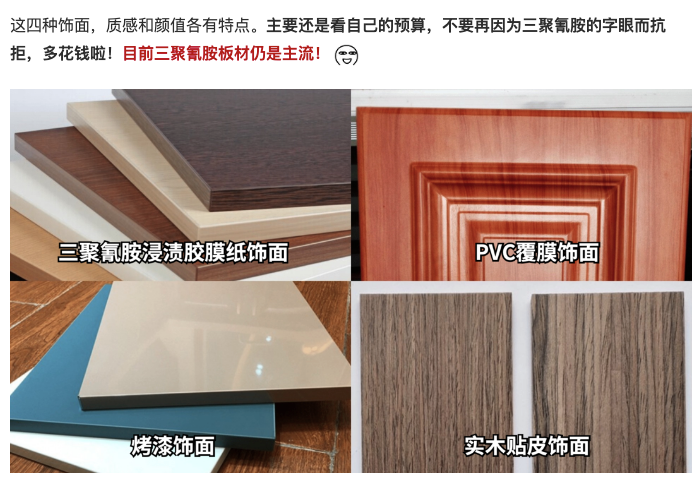 这四种饰面，质感和颜值各有特点。主要还是看自己的预算，不要再因为三聚氰胺的字眼而抗
拒，多花钱啦！目前三聚氰胺板材仍是主流！
三聚氰胺浸渍胶膜纸饰面
PVC覆膜饰面
烤漆饰面
实木贴皮饰面